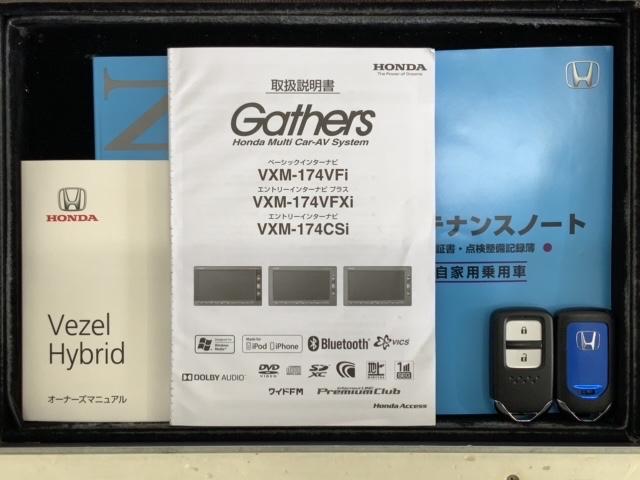 N
HONDA
Vezel
Hybrid
オーナーズマニュアル
HONDA
The Power of Dreams
取扱説明書
Gathers
Honda Multi Car-AV System
ベーシックインターナビ
VXM-174VFi
エントリーインターナビ プラス
VXM-174VFXi
エントリーインターナビ
VXM-174CSi
Made for
iPod iPhone
Bluetooth
VICS
DOLBY AUDIO
DVD
VIDEO
SD
XC
ワイドFM
PremiumClub
Honda Access
テナンスノート
証書・点検整備記録簿
自家用乗用車